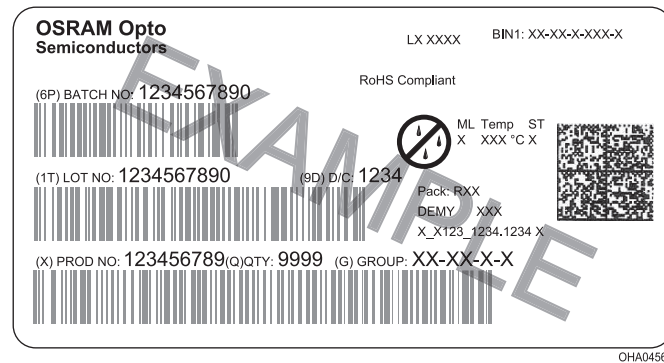 OSRAM Opto
Semiconductors
LX XXXX
BIN1: XX-XX-X-XXX-X
RoHS Compliant
(6P) BATCH NO: 1234567890
ML Temp ST
X XXX °C X
(1T) LOT NO: 1234567890 (9D) D/C: 1234
Pack: RXX
DEMY XXX
X_X123_1234.1234 X
(X) PROD NO: 123456789(Q)QTY: 9999 (G) GROUP: XX-XX-X-X
EXAMPLE